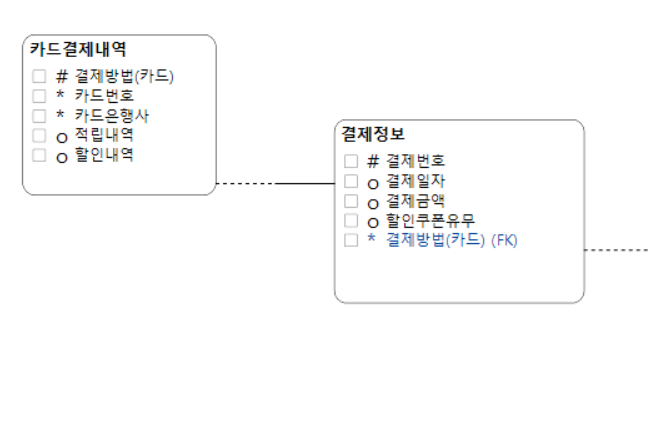 카드결제내역
# 결제방법(카드)
* 카드번호
* 카드은행사
o 적립내역
o 할인내역
결제정보
# 결제번호
o 결제일자
o 결제금액
o 할인쿠폰유무
* 결제방법(카드) (FK)